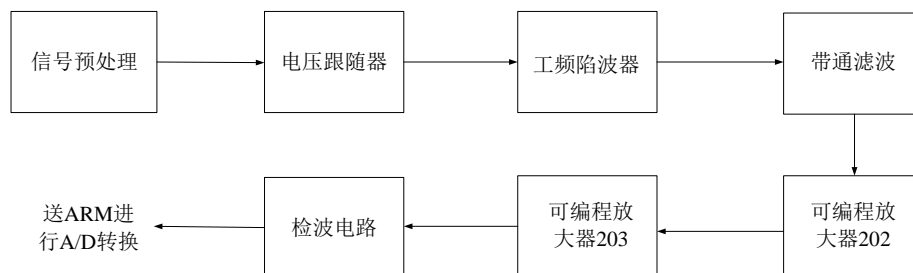 信号预处理
电压跟随器
工频陷波器
带通滤波
可编程放
大器202
可编程放
大器203
检波电路
送ARM进
行A/D转换